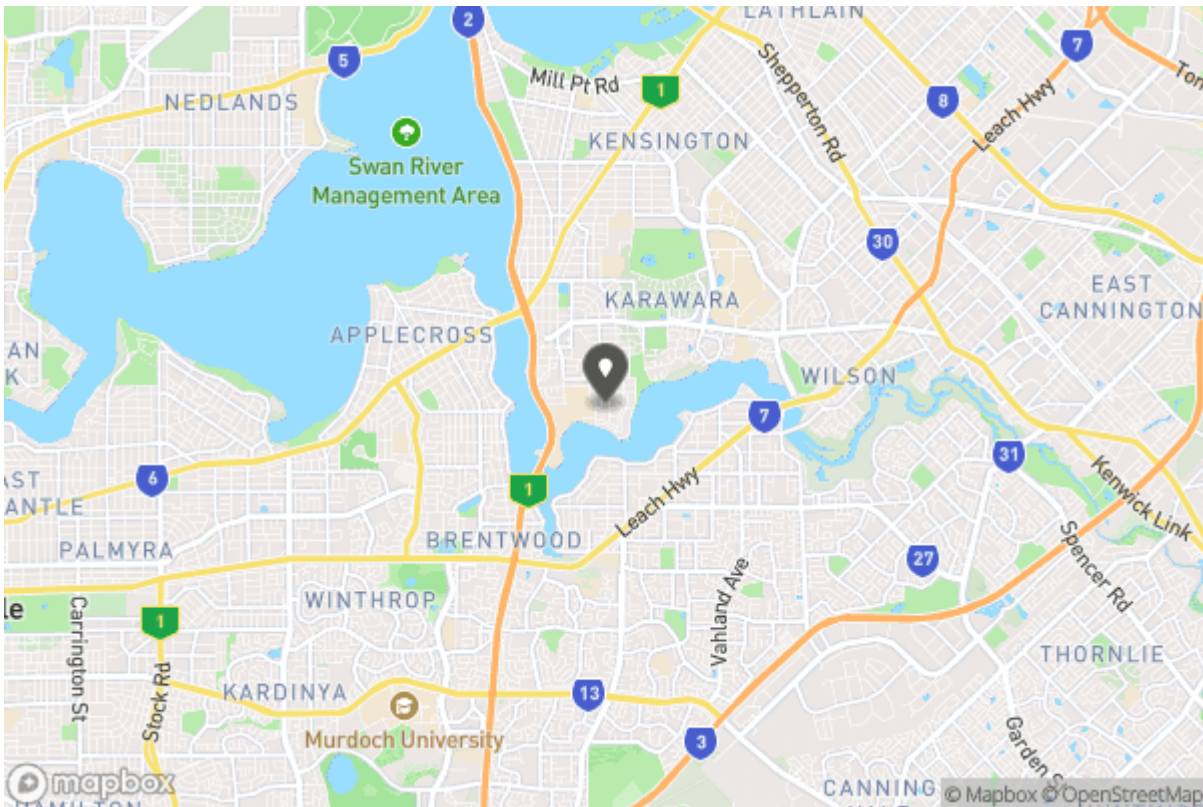 LATHLAIN
2
7
5
Mill Pt Rd
1
Shepperton Rd
Ton
NEDLANDS
8
Leach Hwy
KENSINGTON
Swan River
Management Area
30
KARAWARA
EAST
CANNINGTON
APPLECROSS
AN
K
WILSON
7
31
6
AST
ANTLE
1
Leach Hwy
Kenwick Link
BRENTWOOD
PALMYRA
27
Spencer Rd
WINTHROP
Vahland Ave
le
Carrington St
1
Stock Rd
THORNLIE
KARDINYA
13
Murdoch University
3
Garden S
mapbox
CANNING
© Mapbox © OpenStreetMap
HAMILTON
VALE